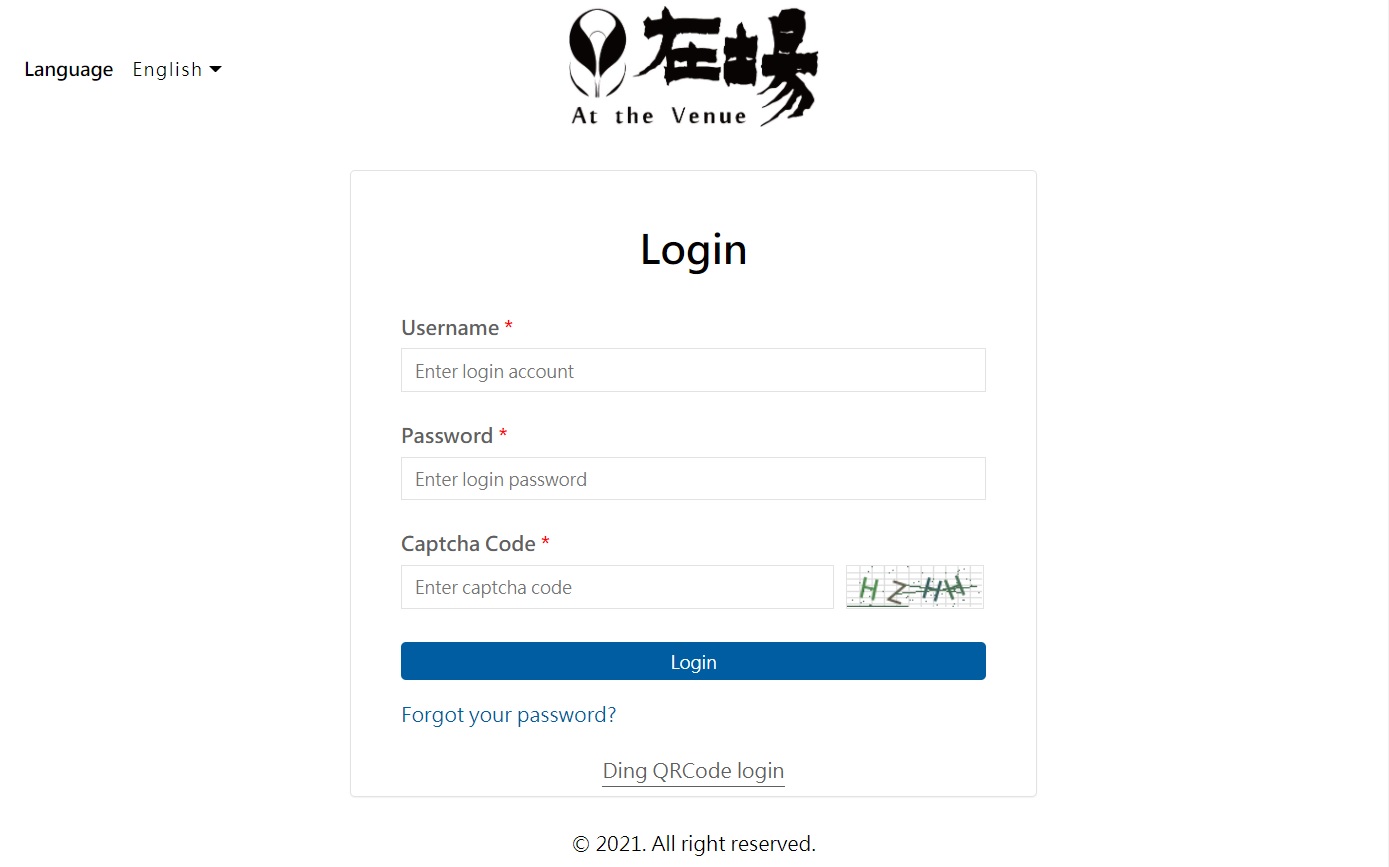 在場
At the Venue
Language English
Login
Username *
Enter login account
Password *
Enter login password
Captcha Code *
Enter captcha code
Login
Forgot your password?
Ding QRCode login
© 2021. All right reserved.